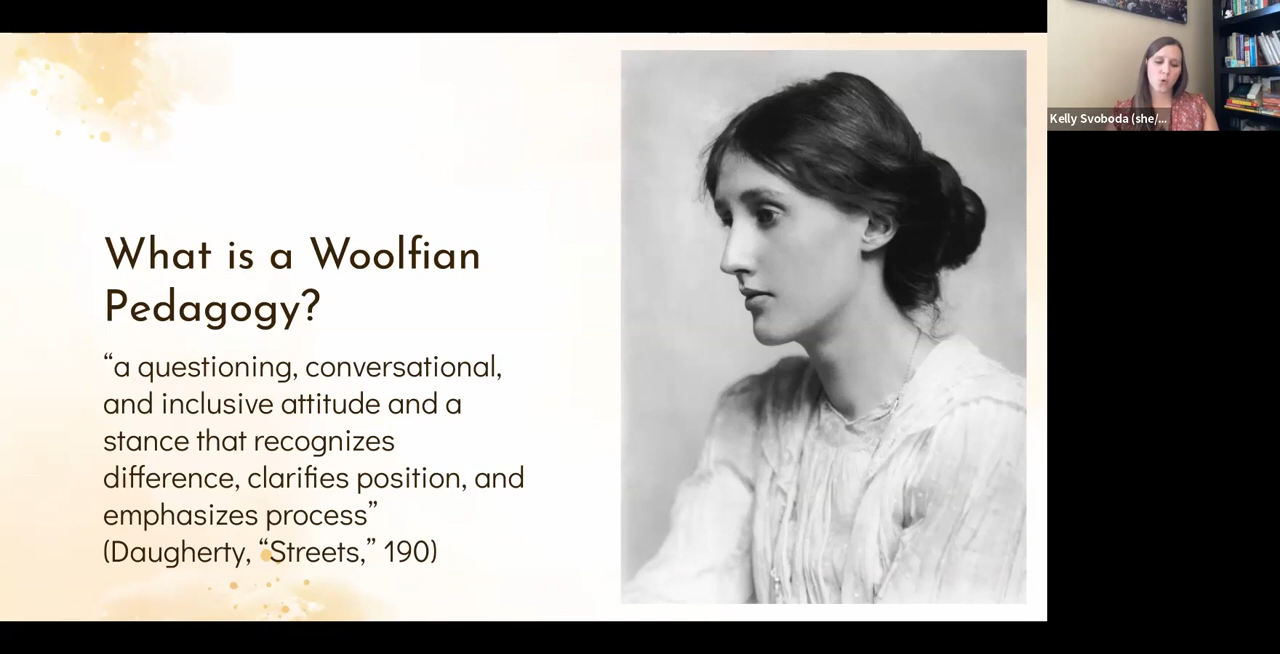 What is a Woolfian
Pedagogy?
“a questioning, conversational,
and inclusive attitude and a
stance that recognizes
difference, clarifies position, and
emphasizes process”
(Daugherty, “Streets,” 190)
Kelly Svoboda (she/...